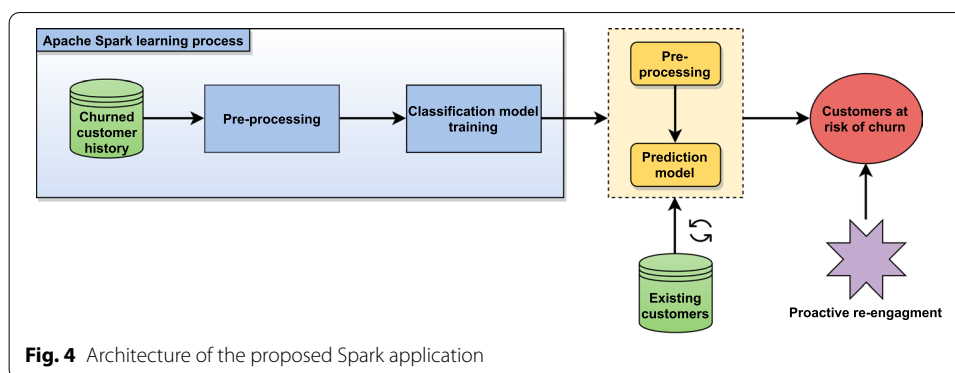 Apache Spark learning process
Churned
customer
history
Pre-processing
Classification model
training
Pre-
processing
Prediction
model
Existing
customers
Customers at
risk of churn
Proactive re-engagment
Fig. 4 Architecture of the proposed Spark application